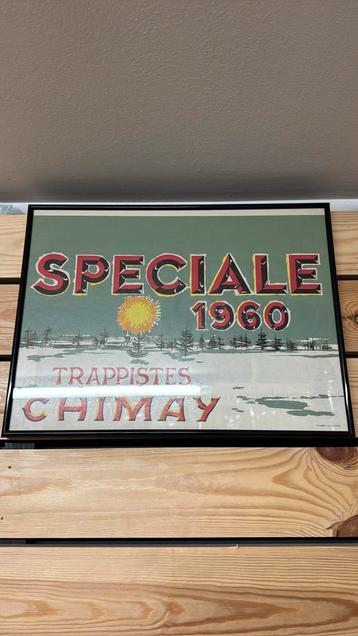 SPECIALE
1960
TRAPPISTES
CHIMAY